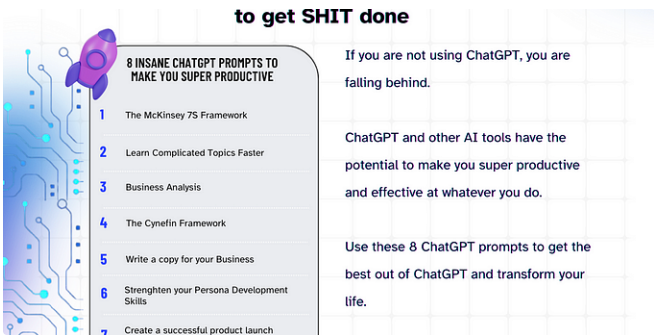 to get SHIT done
8 INSANE CHATGPT PROMPTS TO
MAKE YOU SUPER PRODUCTIVE
1 The McKinsey 7S Framework
2 Learn Complicated Topics Faster
3 Business Analysis
4 The Cynefin Framework
5 Write a copy for your Business
6 Strenghten your Persona Development
Skills
7 Create a successful product launch
If you are not using ChatGPT, you are
falling behind.
ChatGPT and other AI tools have the
potential to make you super productive
and effective at whatever you do.
Use these 8 ChatGPT prompts to get the
best out of ChatGPT and transform your
life.